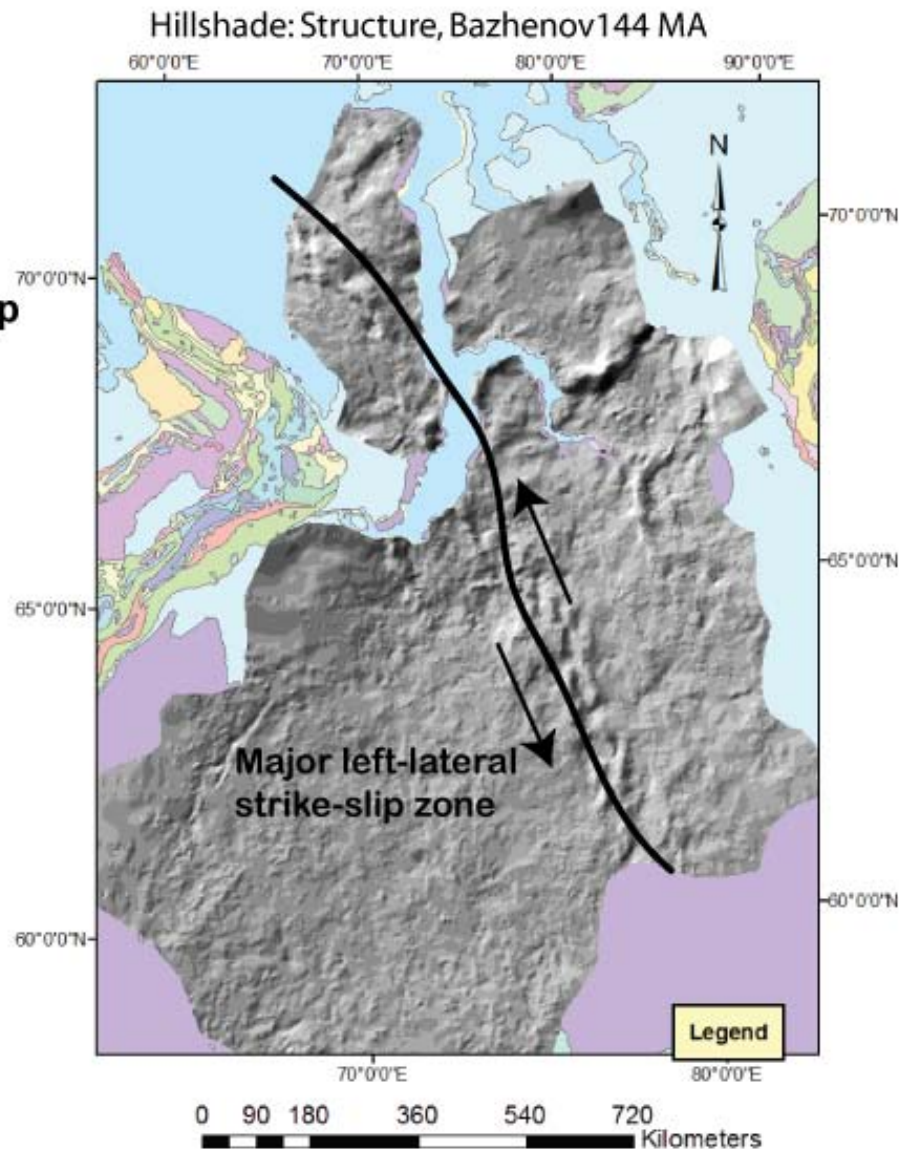 Hillshade: Structure, Bazhenov144 MA
60°0'0"E 70°0'0"E 80°0'0"E 90°0'0"E
N
70°0'0"N
70°0'0"N
p
65°0'0"N
65°0'0"N
Major left-lateral
strike-slip zone
60°0'0"N
60°0'0"N
Legend
70°0'0"E 80°0'0"E
0 90 180 360 540 720
Kilometers